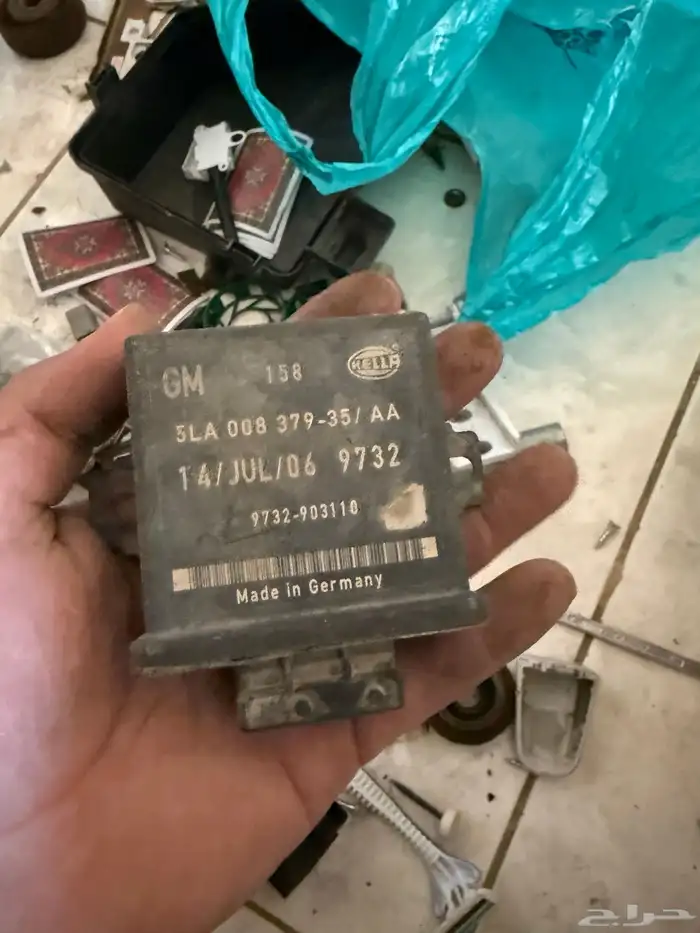 GM 158 HELLA
5LA 008 379-35/ AA
14/JUL/06 9732
9732-903110
Made in Germany
حراج